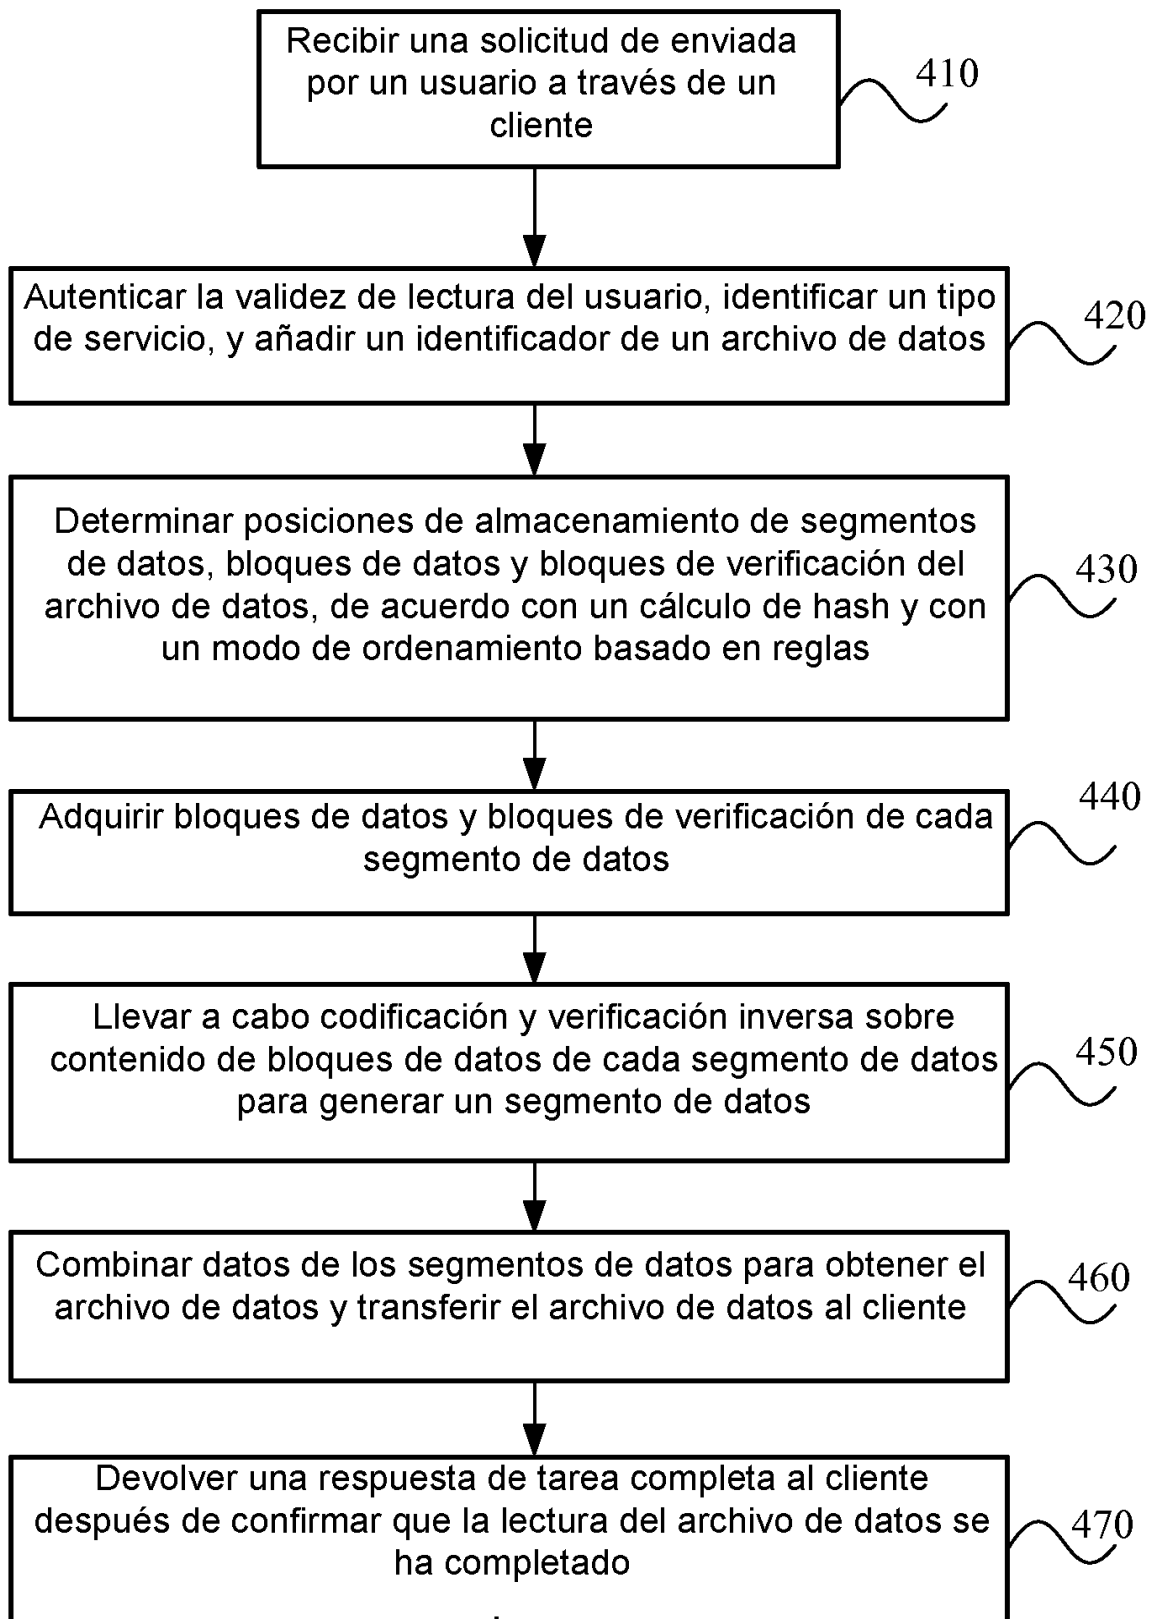 Recibir una solicitud de enviada
por un usuario a través de un
cliente
410
Autenticar la validez de lectura del usuario, identificar un tipo
de servicio, y añadir un identificador de un archivo de datos
420
Determinar posiciones de almacenamiento de segmentos
de datos, bloques de datos y bloques de verificación del
archivo de datos, de acuerdo con un cálculo de hash y con
un modo de ordenamiento basado en reglas
430
Adquirir bloques de datos y bloques de verificación de cada
segmento de datos
440
Llevar a cabo codificación y verificación inversa sobre
contenido de bloques de datos de cada segmento de datos
para generar un segmento de datos
450
Combinar datos de los segmentos de datos para obtener el
archivo de datos y transferir el archivo de datos al cliente
460
Devolver una respuesta de tarea completa al cliente
después de confirmar que la lectura del archivo de datos se
ha completado
470